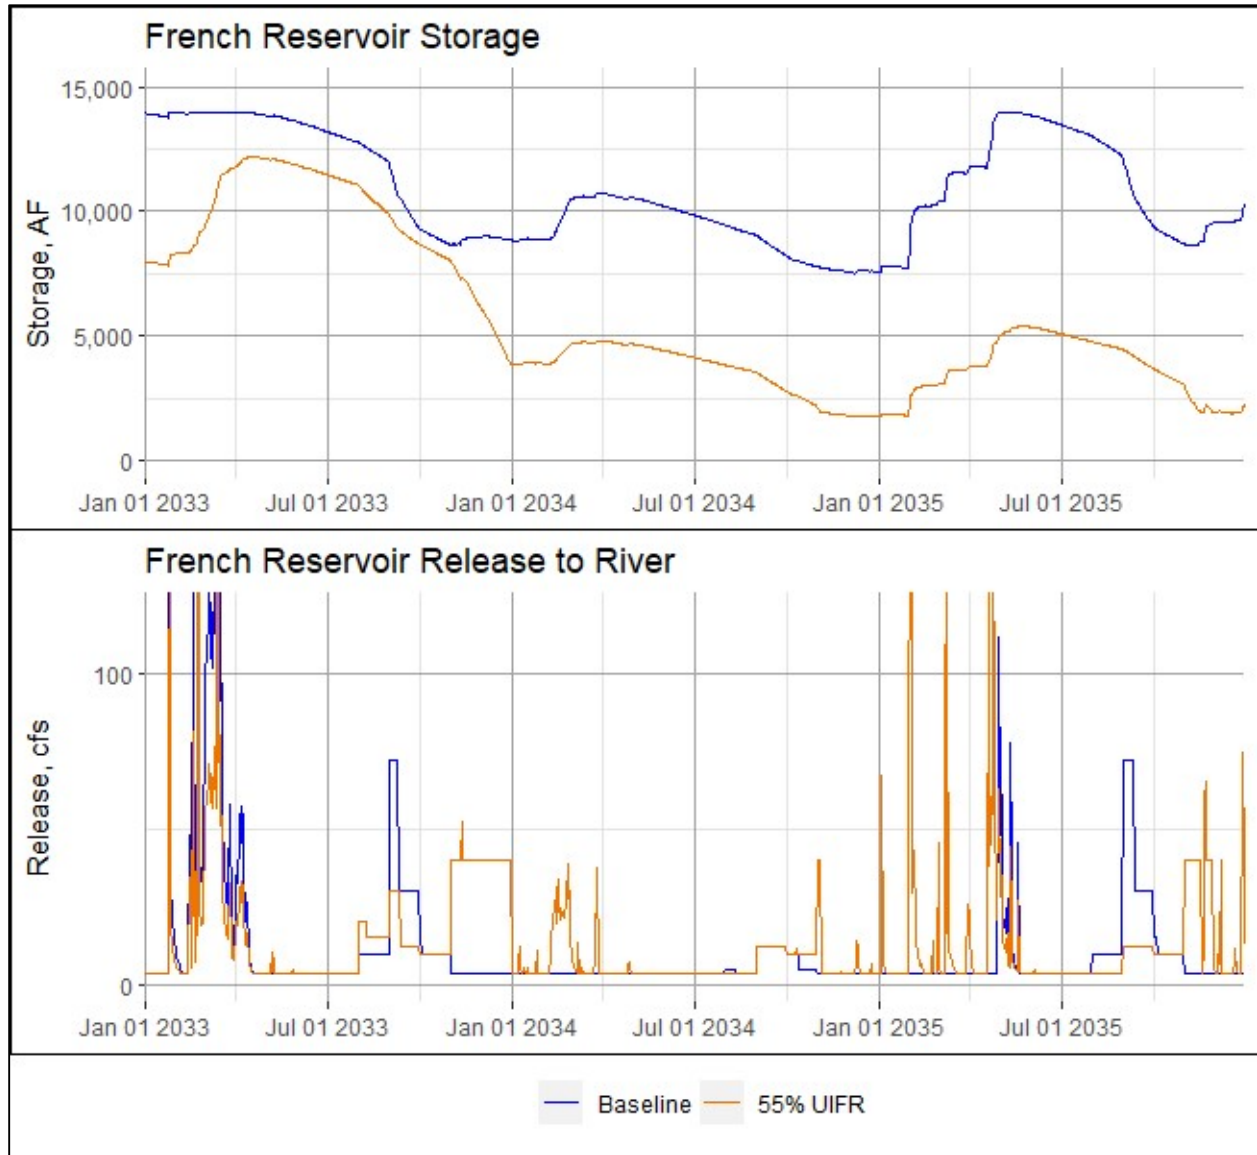 French Reservoir Storage
Storage, AF
15,000
10,000
5,000
0
Jan 01 2033 Jul 01 2033 Jan 01 2034 Jul 01 2034 Jan 01 2035 Jul 01 2035
French Reservoir Release to River
Release, cfs
100
0
Jan 01 2033 Jul 01 2033 Jan 01 2034 Jul 01 2034 Jan 01 2035 Jul 01 2035
Baseline 55% UIFR